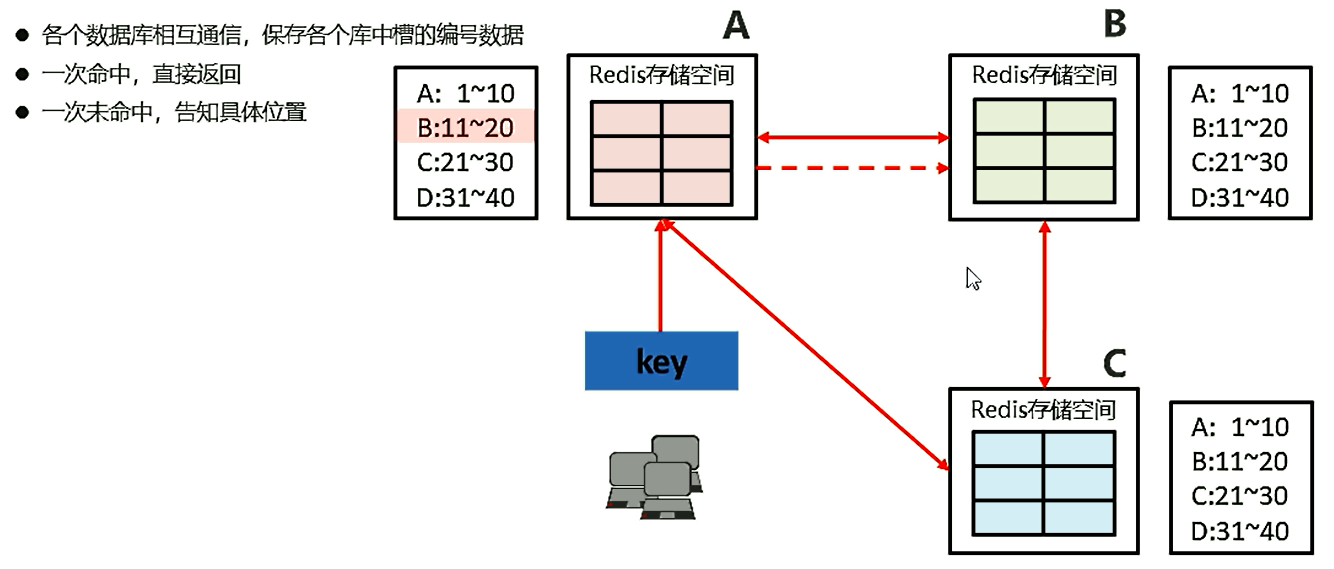 ● 各个数据库相互通信，保存各个库中槽的编号数据
● 一次命中，直接返回
● 一次未命中，告知具体位置
A: 1~10
B:11~20
C:21~30
D:31~40
A
Redis存储空间
B
Redis存储空间
A: 1~10
B:11~20
C:21~30
D:31~40
key
C
Redis存储空间
A: 1~10
B:11~20
C:21~30
D:31~40